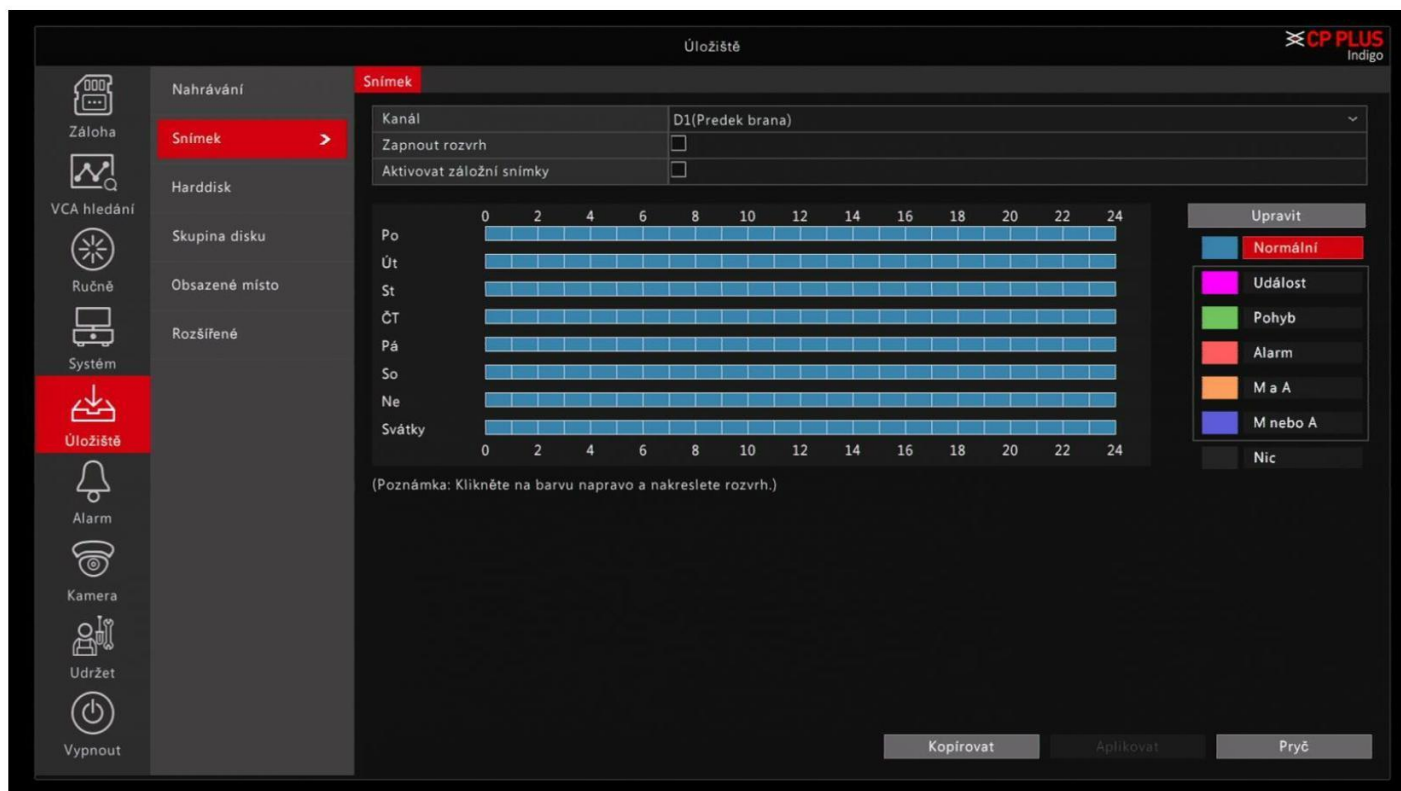 Úložiště
CP PLUS
Indigo
Záloha
VCA hledání
Ručně
Systém
Úložiště
Alarm
Kamera
Udržet
Vypnout
Nahrávání
Snímek >
Harddisk
Skupina disku
Obsazené místo
Rozšířené
Snímek
Kanál D1(Predek brana)
Zapnout rozvrh
Aktivovat záložní snímky
0 2 4 6 8 10 12 14 16 18 20 22 24
Po
Út
St
ČT
Pá
So
Ne
Svátky
0 2 4 6 8 10 12 14 16 18 20 22 24
Upravit
Normální
Událost
Pohyb
Alarm
M a A
M nebo A
Nic
(Poznámka: Klikněte na barvu napravo a nakreslete rozvrh.)
Kopírovat Aplikovat Pryč